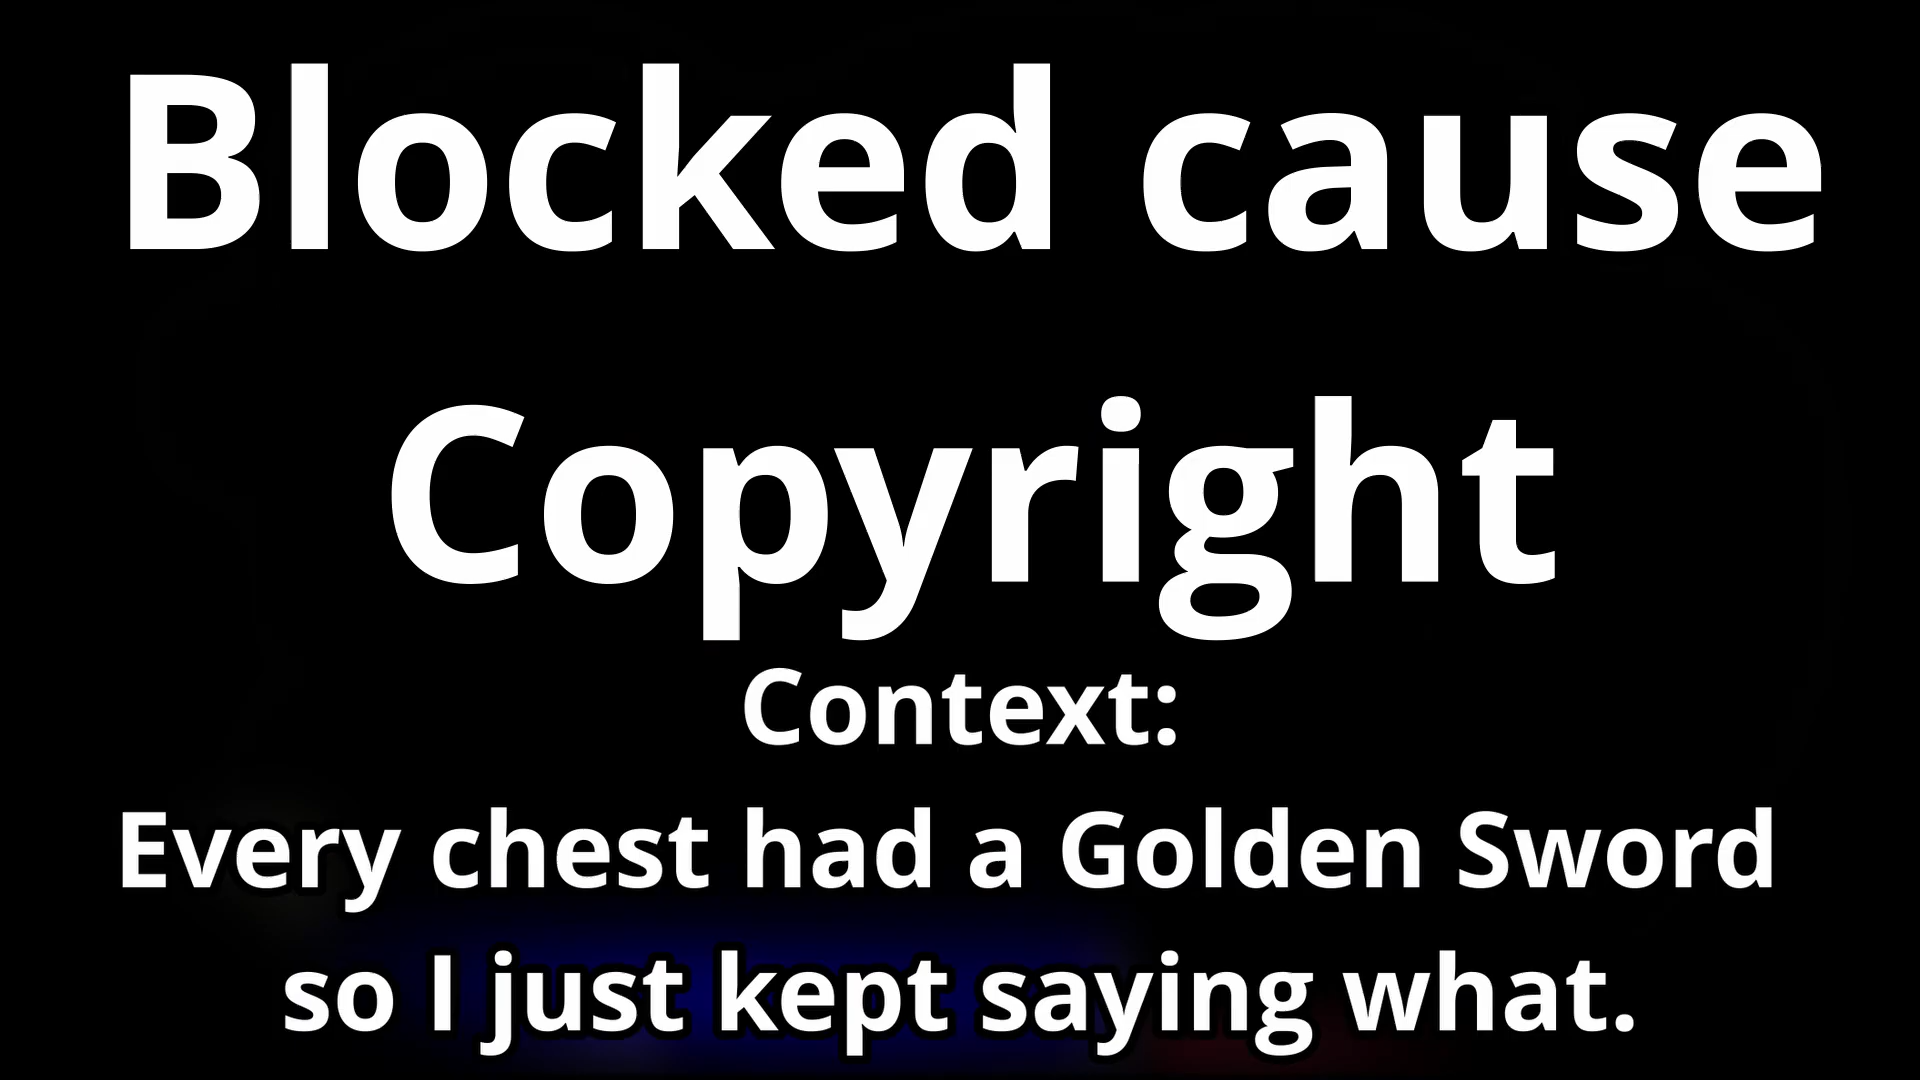 Blocked cause
Copyright
Context:
Every chest had a Golden Sword
so I just kept saying what.